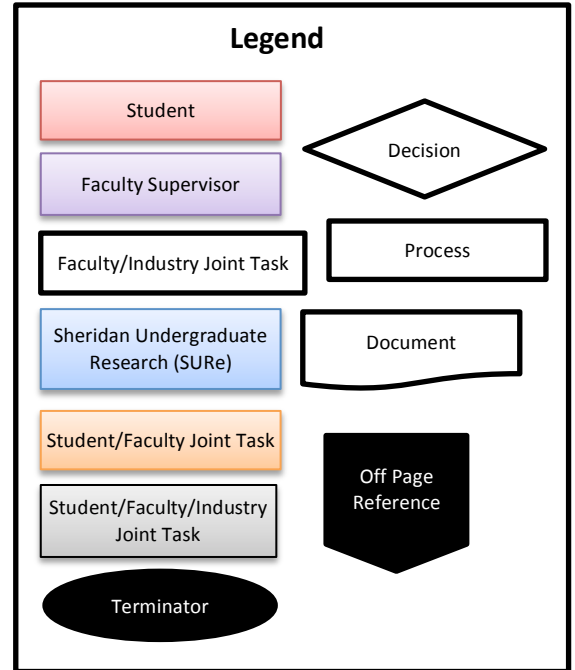 Legend
Student
Faculty Supervisor
Faculty/Industry Joint Task
Sheridan Undergraduate
Research (SURe)
Student/Faculty Joint Task
Student/Faculty/Industry
Joint Task
Terminator
Decision
Process
Document
Off Page
Reference